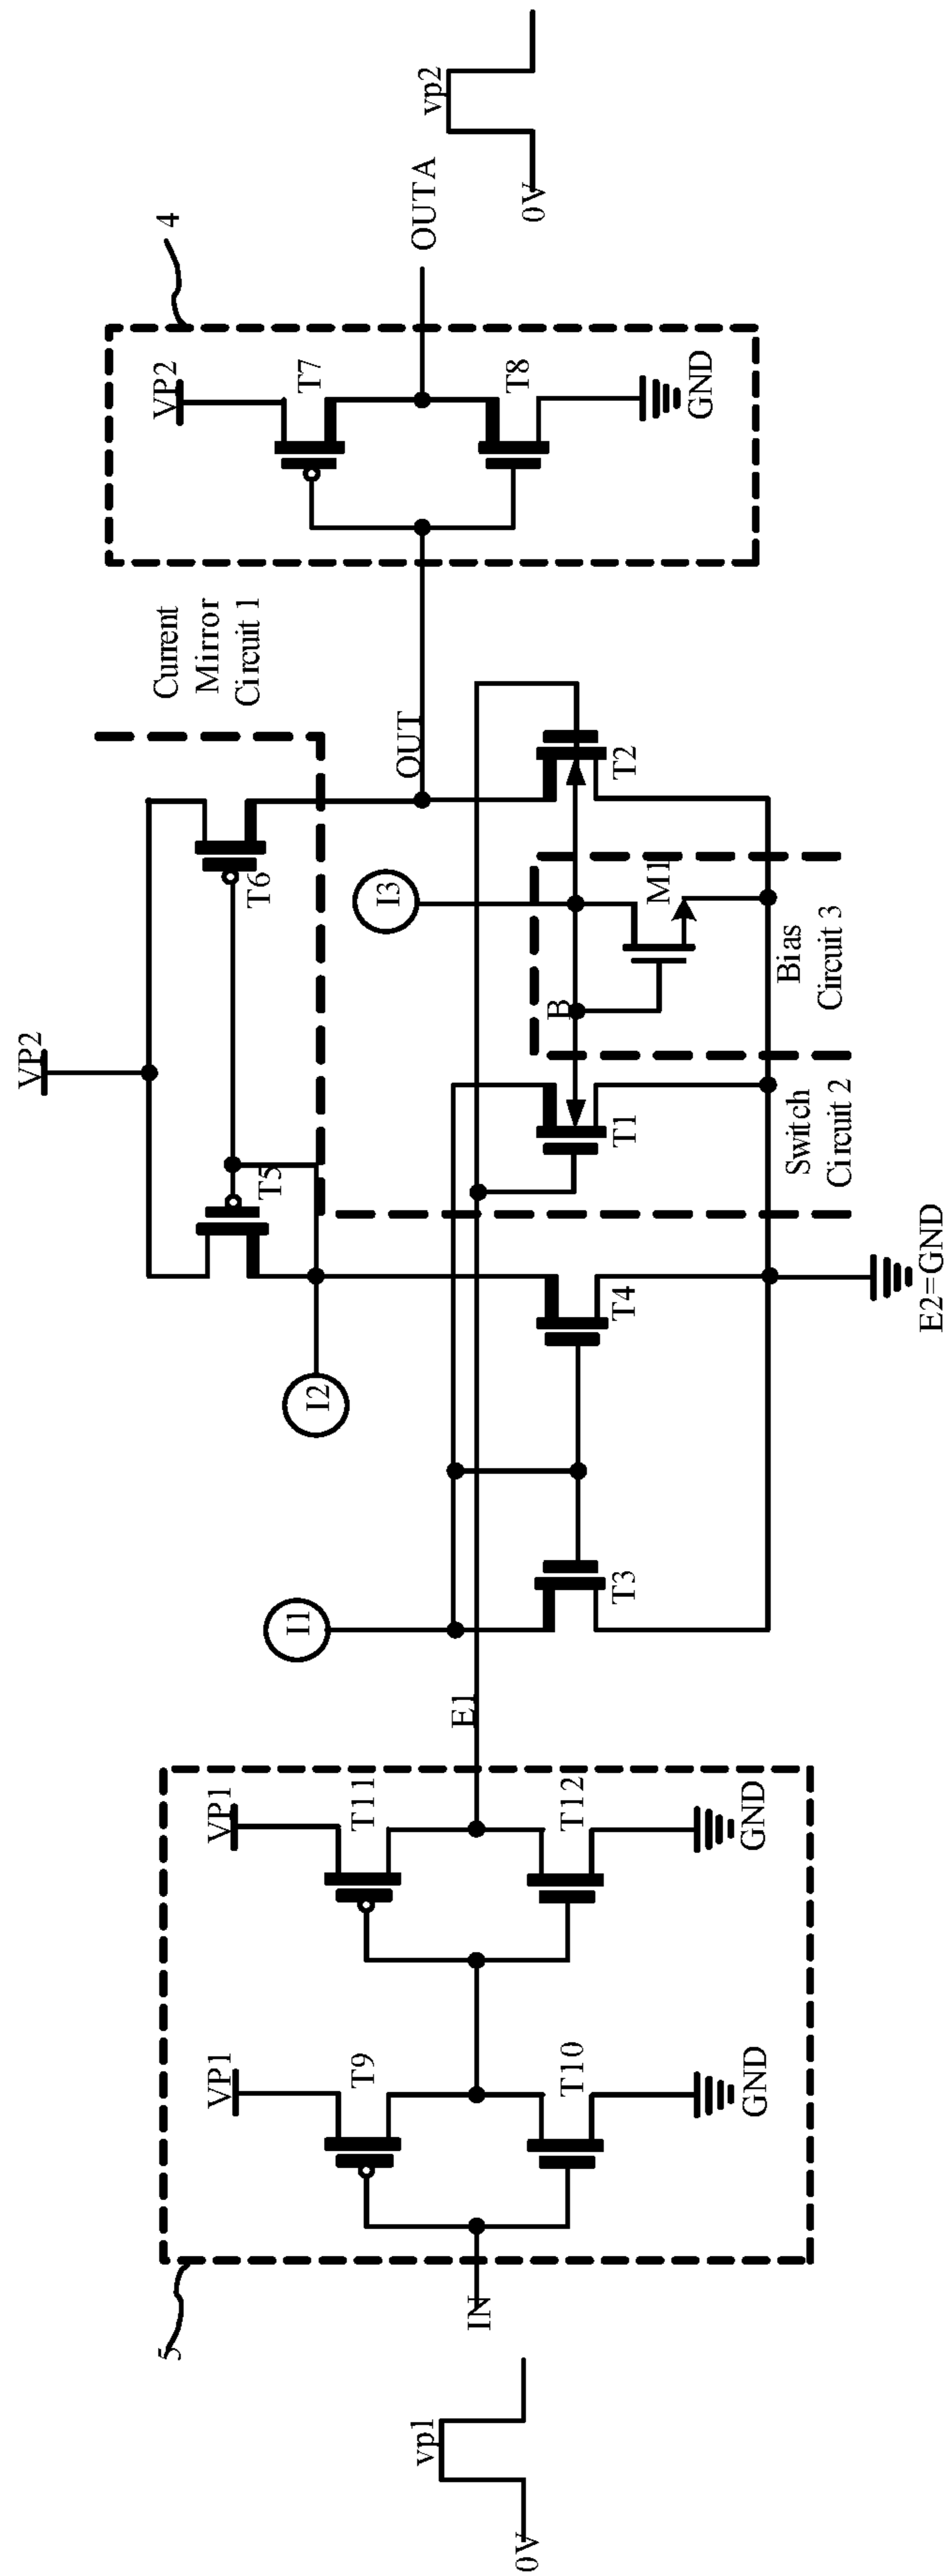 0V
vp1
IN
5
VP1
T9
T10
GND
VP1
T11
T12
GND
E1
I1
T3
I2
T4
E2=GND
VP2
T5
T6
Current
Mirror
Circuit 1
T1
Switch
Circuit 2
B
I3
M1
Bias
Circuit 3
T2
OUT
4
VP2
T7
T8
GND
OUTA
0V
vp2